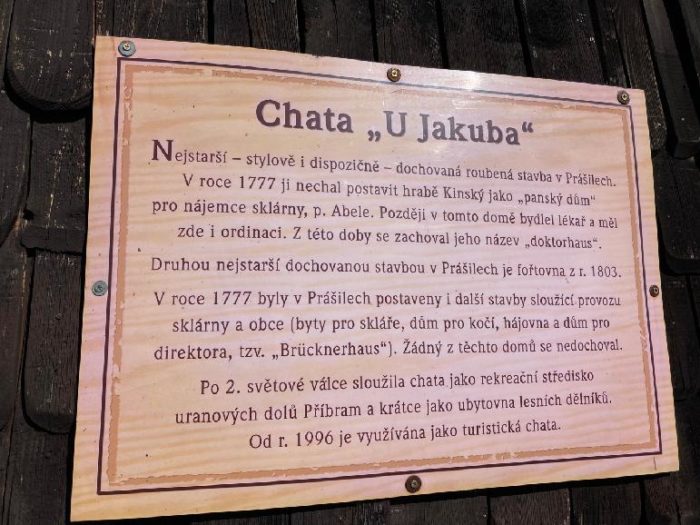 Chata „U Jakuba“
Nejstarší – stylově i dispozičně – dochovaná roubená stavba v Prášilech.
V roce 1777 ji nechal postavit hrabě Kinský jako „panský dům“
pro nájemce sklárny, p. Abele. Později v tomto domě bydlel lékař a měl
zde i ordinaci. Z této doby se zachoval jeho název „doktorhaus“.
Druhou nejstarší dochovanou stavbou v Prášilech je fořtovna z r. 1803.
V roce 1777 byly v Prášilech postaveny i další stavby sloužící provozu
sklárny a obce (byty pro skláře, dům pro kočí, hájovna a dům pro
direktora, tzv. „Brücknerhaus“). Žádný z těchto domů se nedochoval.
Po 2. světové válce sloužila chata jako rekreační středisko
uranových dolů Příbram a krátce jako ubytovna lesních dělníků.
Od r. 1996 je využívána jako turistická chata.